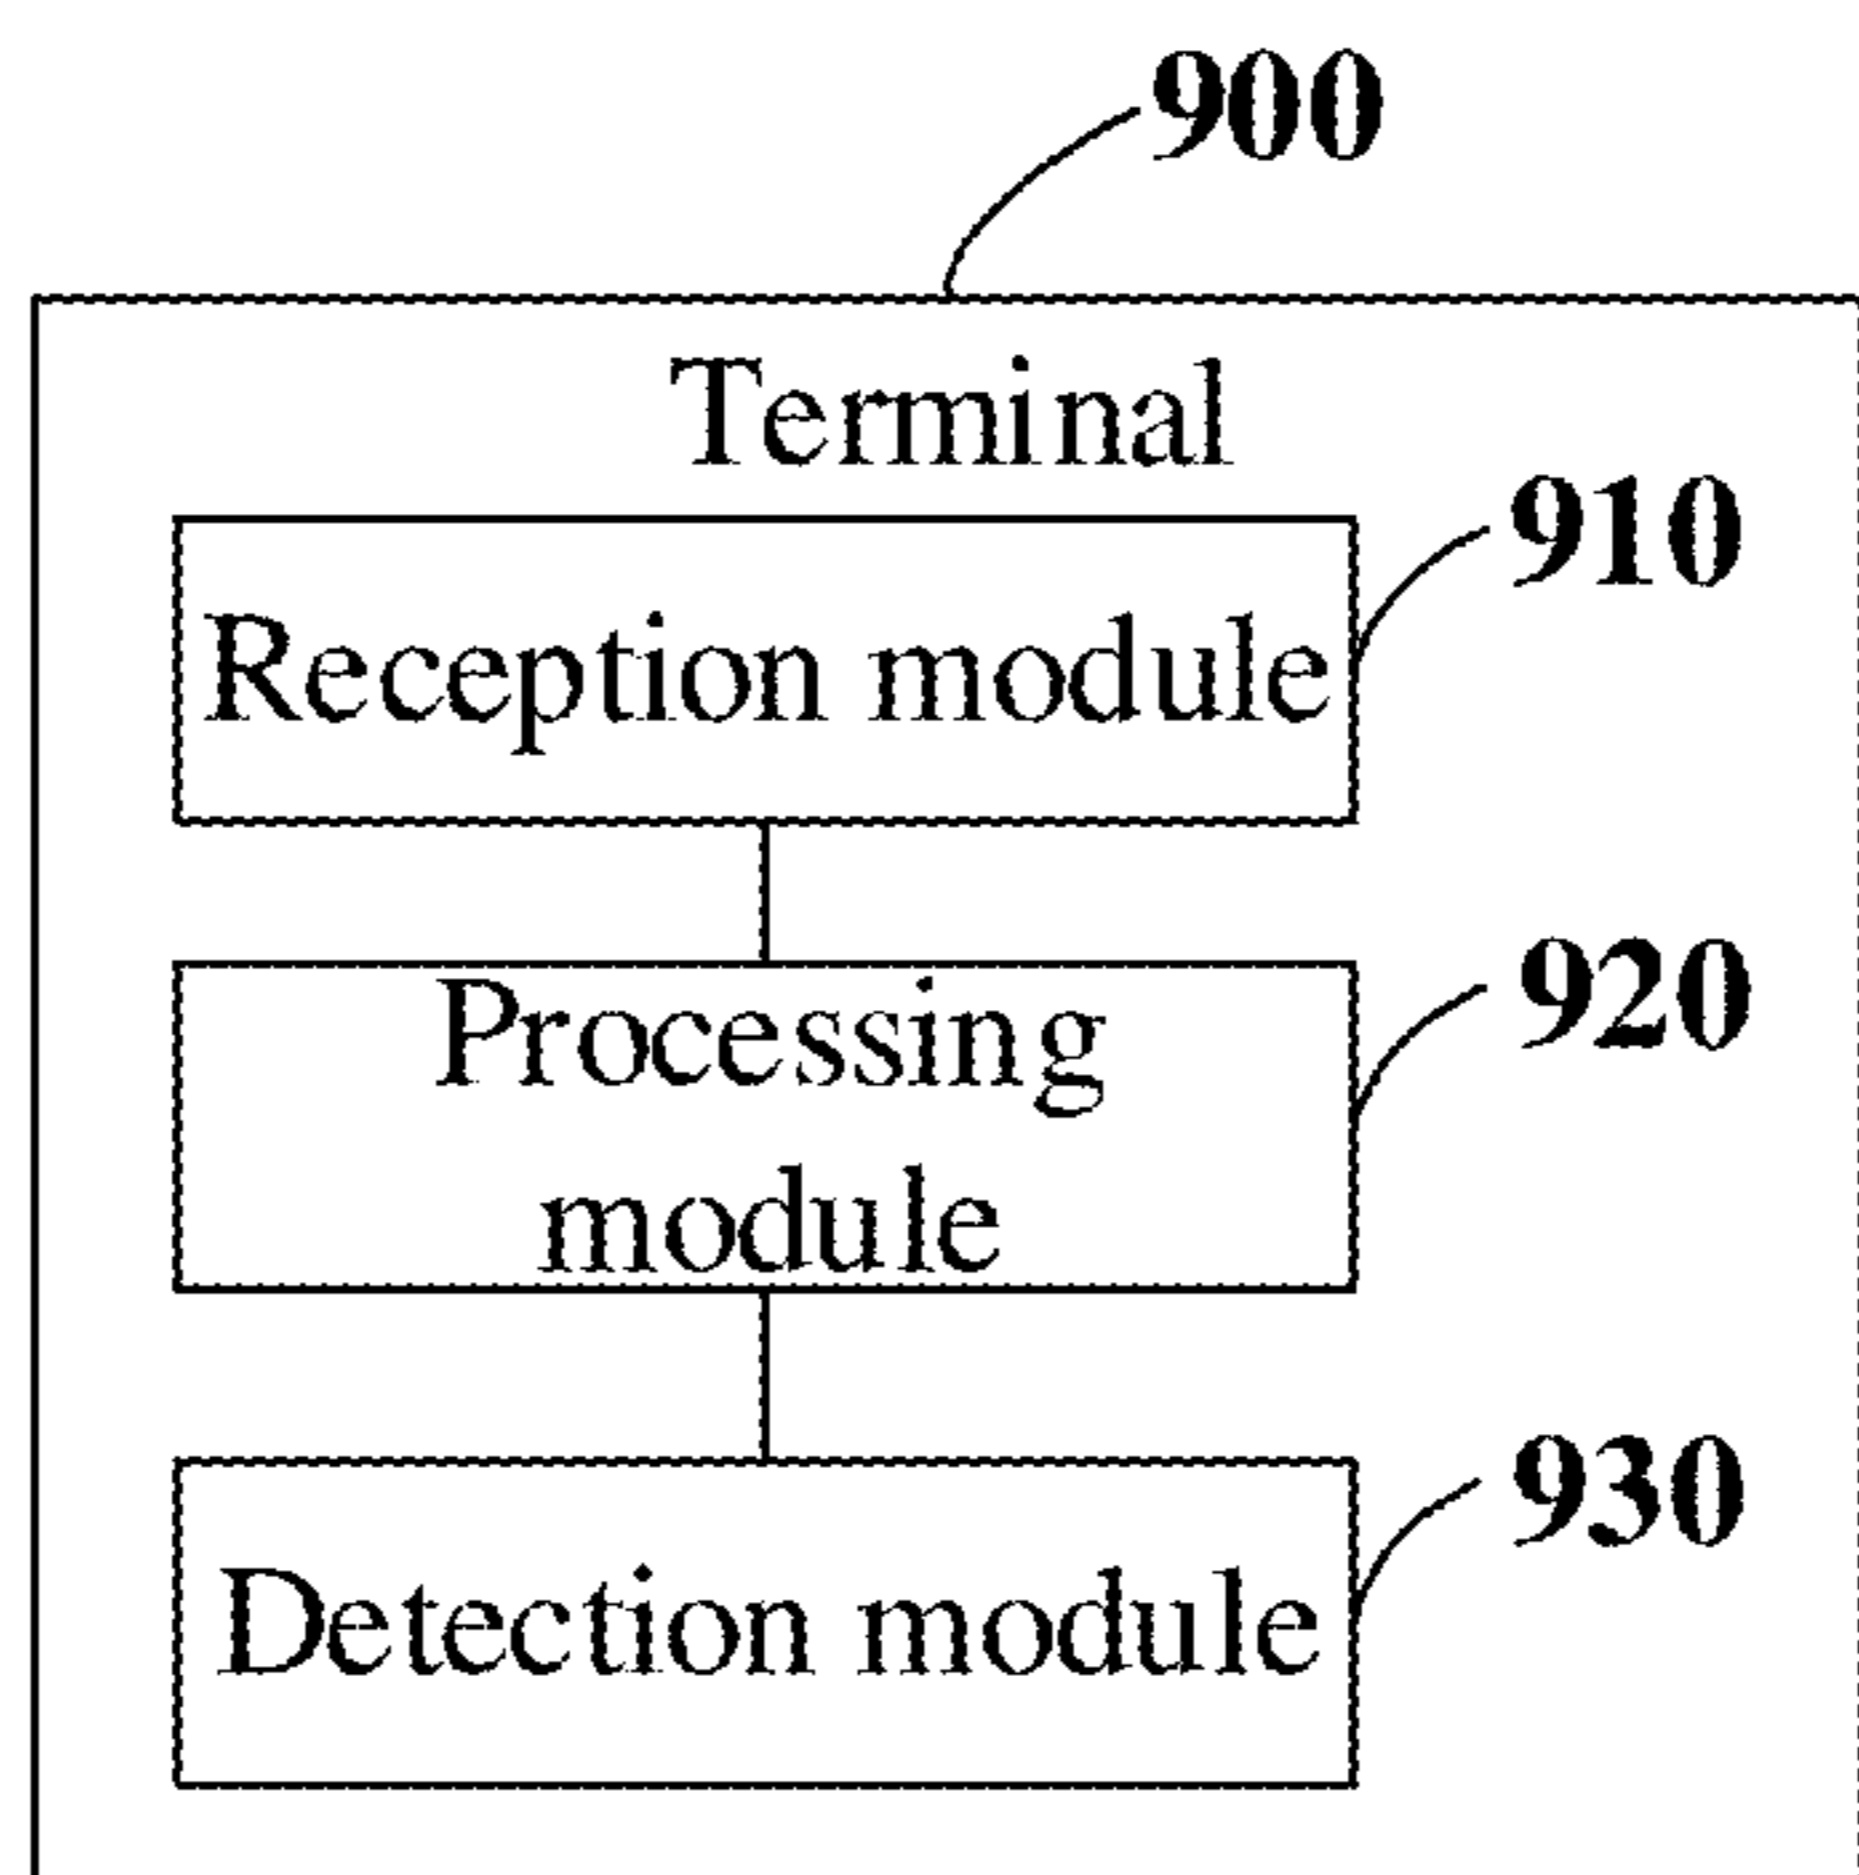 900
Terminal
910
Reception module
920
Processing
module
930
Detection module